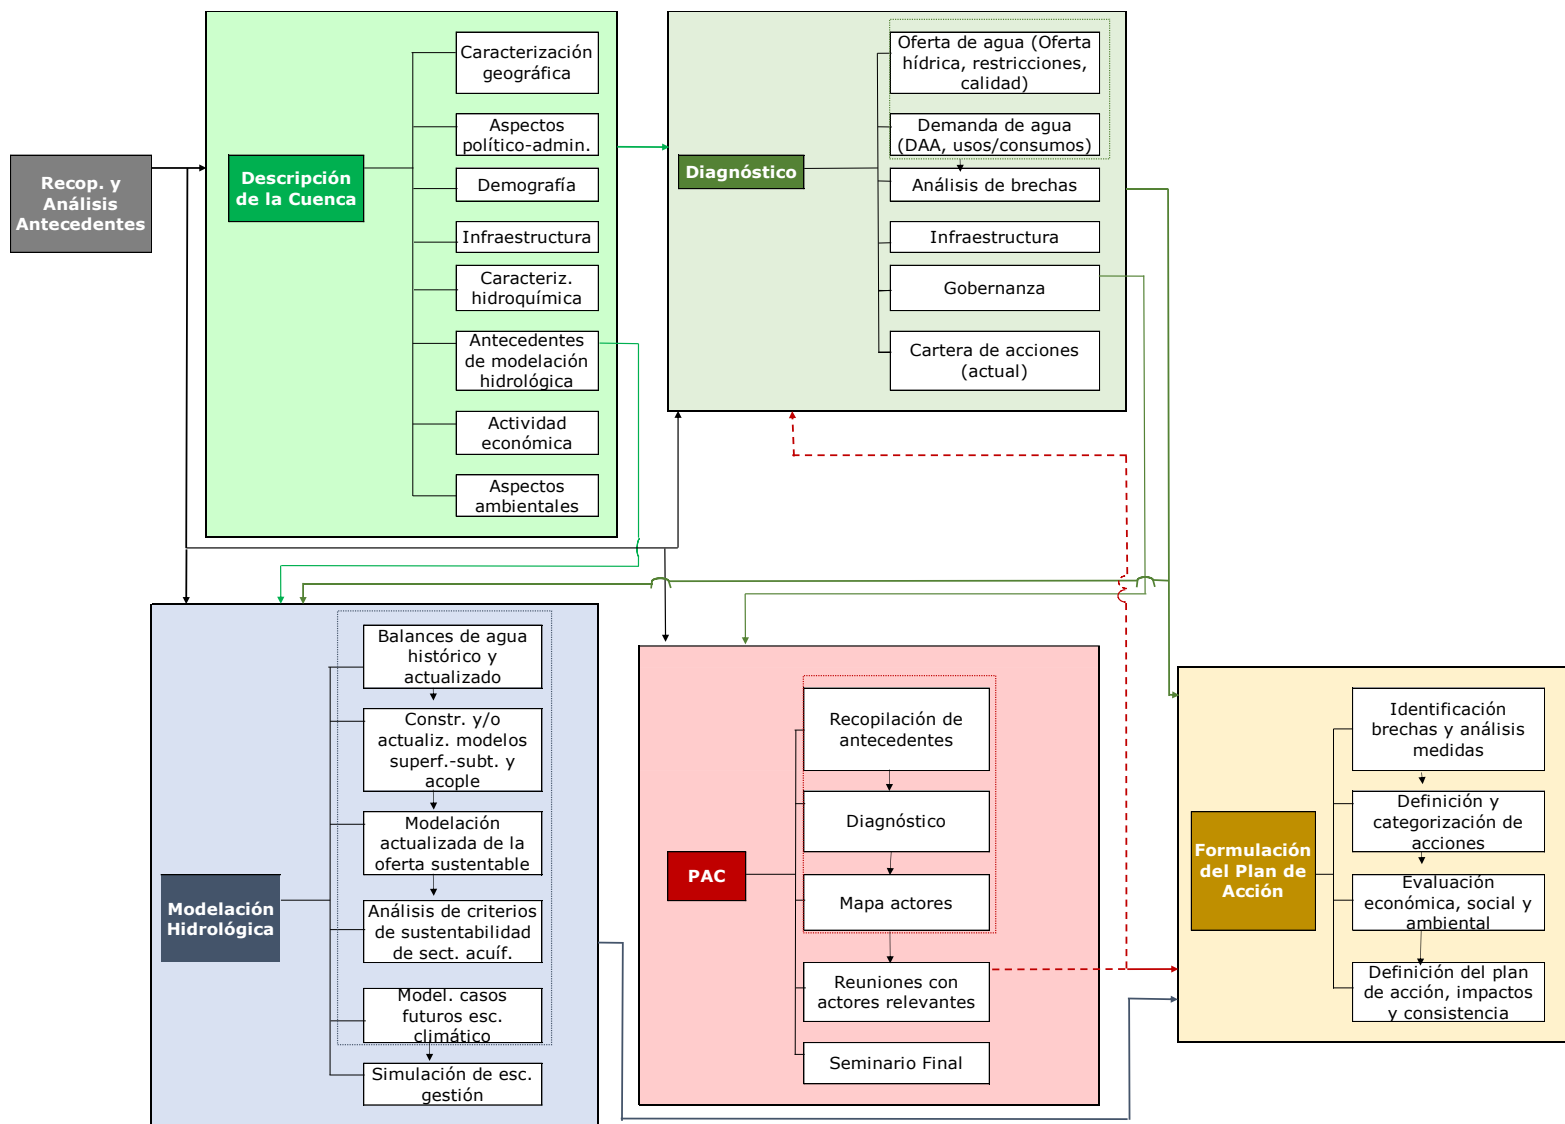 Recop. y
Análisis
Antecedentes
Descripción
de la Cuenca
Caracterización
geográfica
Aspectos
político-admin.
Demografía
Infraestructura
Caracteriz.
hidroquímica
Antecedentes
de modelación
hidrológica
Actividad
económica
Aspectos
ambientales
Diagnóstico
Oferta de agua (Oferta
hídrica, restricciones,
calidad)
Demanda de agua
(DAA, usos/consumos)
Análisis de brechas
Infraestructura
Gobernanza
Cartera de acciones
(actual)
Modelación
Hidrológica
Balances de agua
histórico y
actualizado
Constr. y/o
actualiz. modelos
superf.-subt. y
acople
Modelación
actualizada de la
oferta sustentable
Análisis de criterios
de sustentabilidad
de sect. acuíf.
Model. casos
futuros esc.
climático
Simulación de esc.
gestión
PAC
Recopilación de
antecedentes
Diagnóstico
Mapa actores
Reuniones con
actores relevantes
Seminario Final
Formulación
del Plan de
Acción
Identificación
brechas y análisis
medidas
Definición y
categorización de
acciones
Evaluación
económica, social y
ambiental
Definición del plan
de acción, impactos
y consistencia